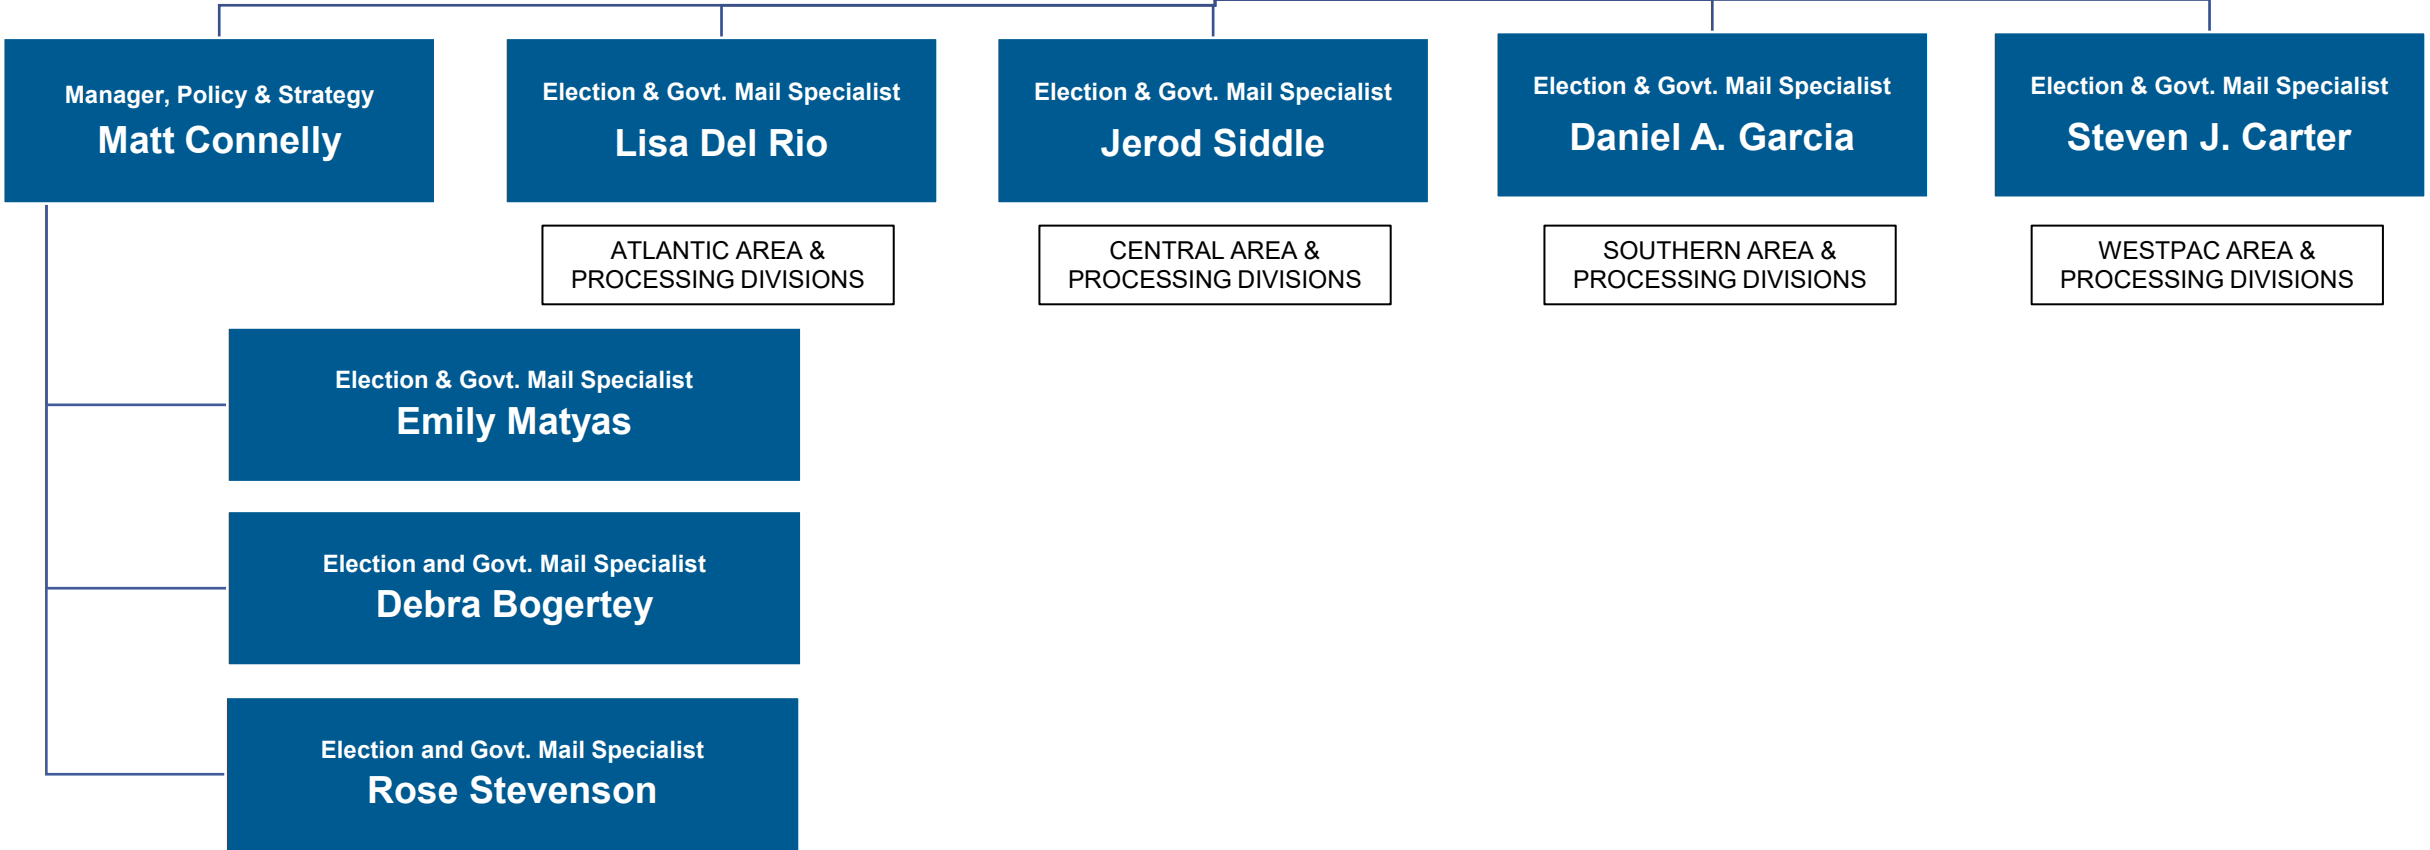 Manager, Policy & Strategy
Matt Connelly
Election & Govt. Mail Specialist
Lisa Del Rio
Election & Govt. Mail Specialist
Jerod Siddle
Election & Govt. Mail Specialist
Daniel A. Garcia
Election & Govt. Mail Specialist
Steven J. Carter
ATLANTIC AREA &
PROCESSING DIVISIONS
CENTRAL AREA &
PROCESSING DIVISIONS
SOUTHERN AREA &
PROCESSING DIVISIONS
WESTPAC AREA &
PROCESSING DIVISIONS
Election & Govt. Mail Specialist
Emily Matyas
Election and Govt. Mail Specialist
Debra Bogertey
Election and Govt. Mail Specialist
Rose Stevenson